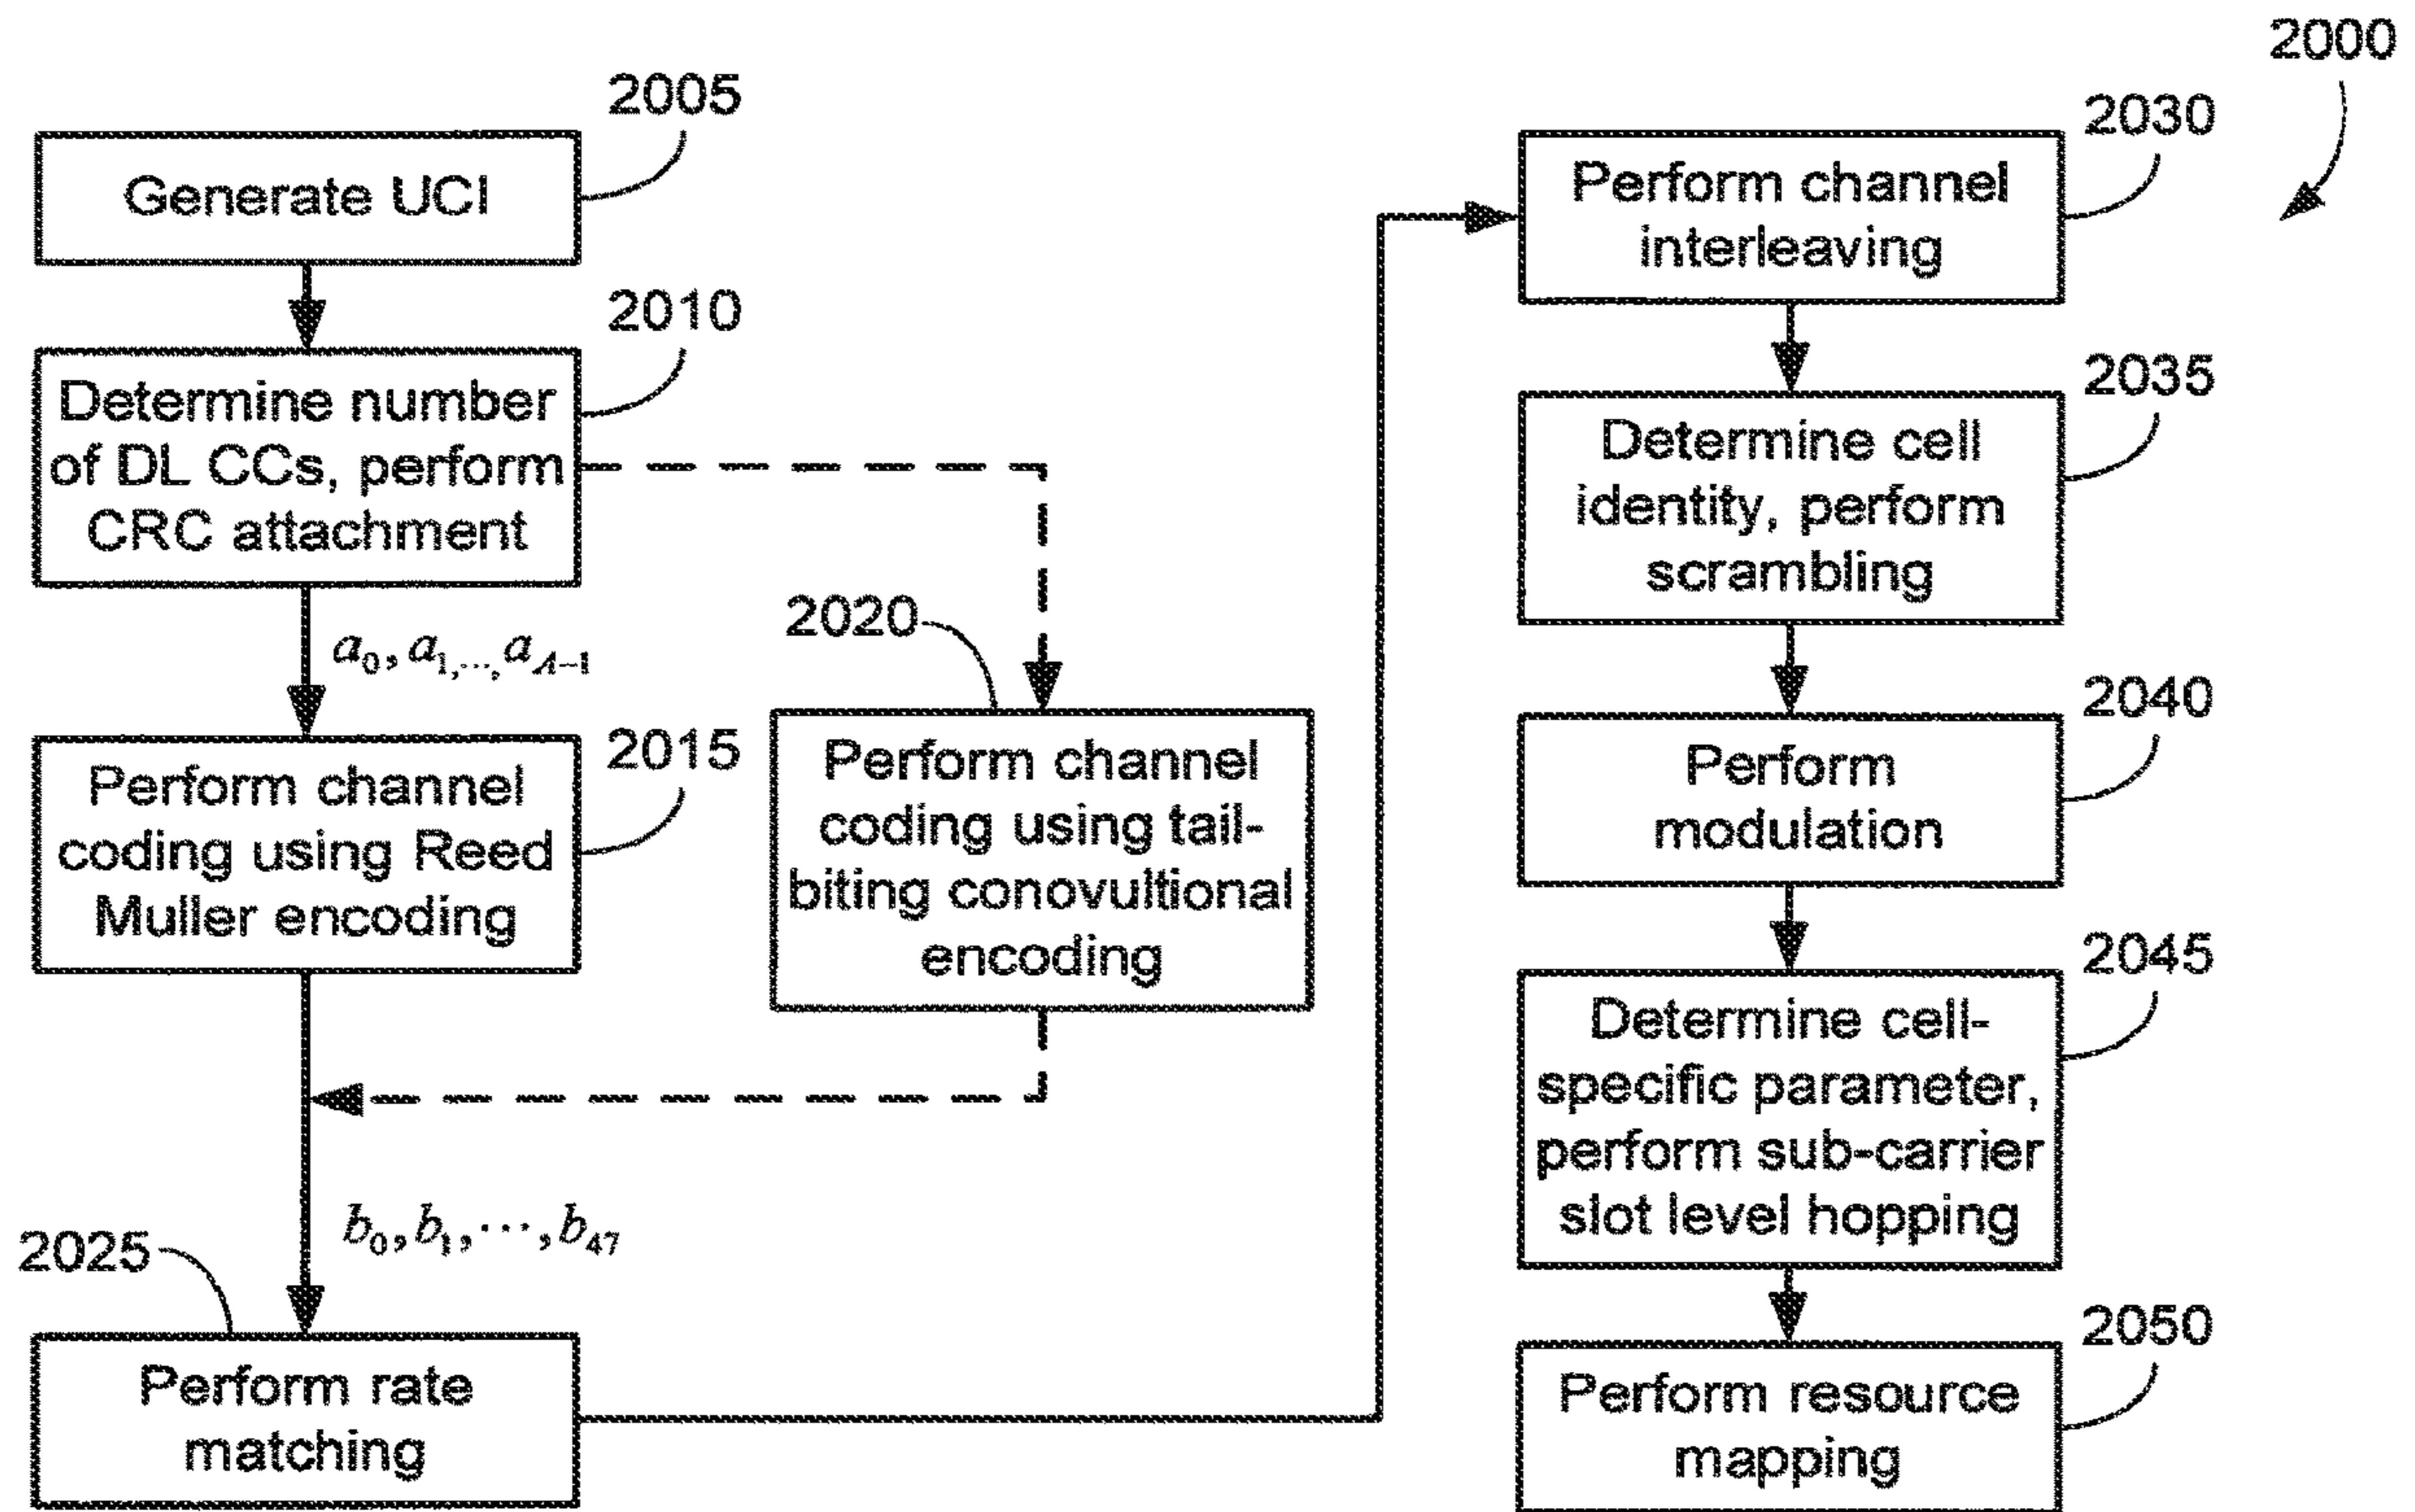 2000
2005
Generate UCI
2010
Determine number
of DL CCs, perform
CRC attachment
a₀, a₁,...,a_A-1
2015
Perform channel
coding using Reed
Muller encoding
2020
Perform channel
coding using tail-
biting conovultional
encoding
b₀, b₁, ···, b₄₇
2025
Perform rate
matching
2030
Perform channel
interleaving
2035
Determine cell
identity, perform
scrambling
2040
Perform
modulation
2045
Determine cell-
specific parameter,
perform sub-carrier
slot level hopping
2050
Perform resource
mapping